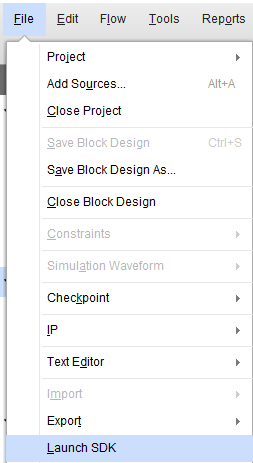 File Edit Flow Tools Reports
Project
Add Sources... Alt+A
Close Project
Save Block Design Ctrl+S
Save Block Design As...
Close Block Design
Constraints
Simulation Waveform
Checkpoint
IP
Text Editor
Import
Export
Launch SDK